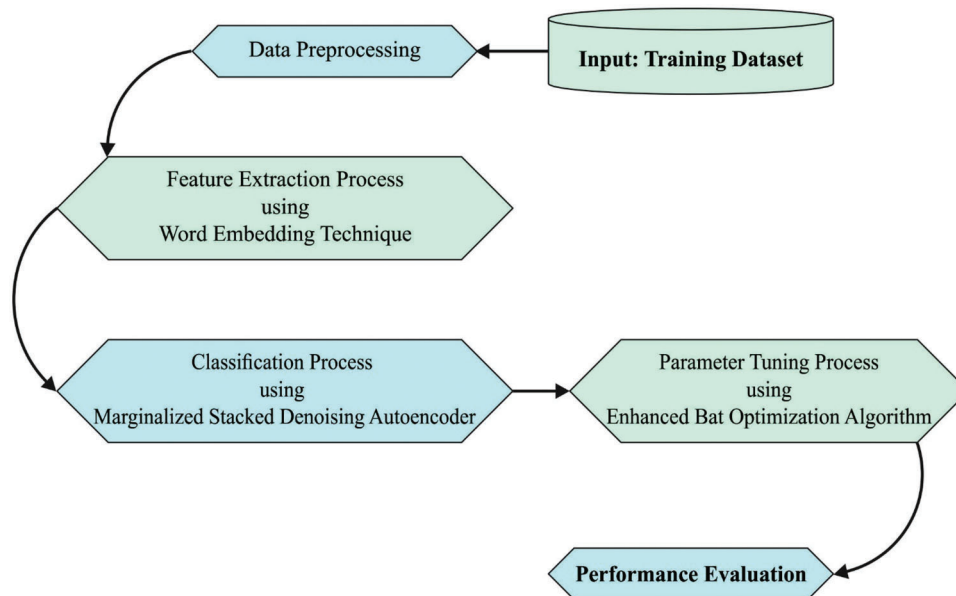 Data Preprocessing
Input: Training Dataset
Feature Extraction Process
using
Word Embedding Technique
Classification Process
using
Marginalized Stacked Denoising Autoencoder
Parameter Tuning Process
using
Enhanced Bat Optimization Algorithm
Performance Evaluation